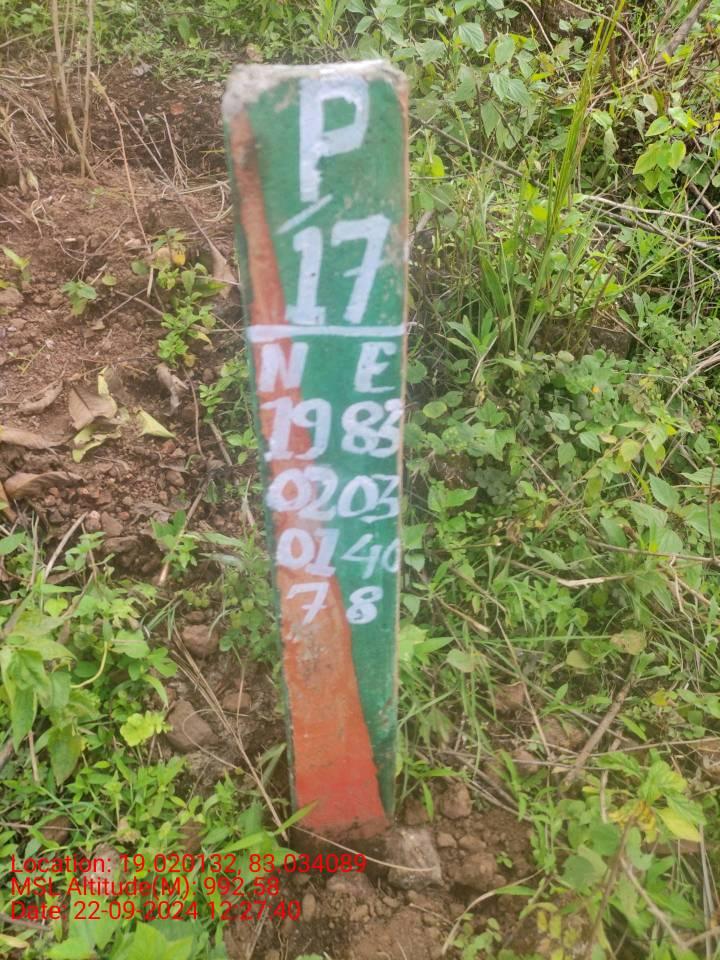 P
17
N E
19 83
02 03
01 40
7 8
Location: 19.020132, 83.034089
MSL Altitude(M): 992.58
Date: 22-09-2024 12:27:40